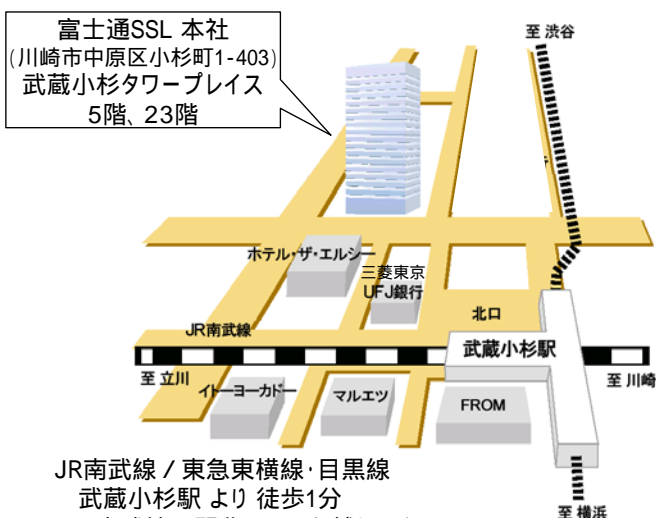 富士通SSL 本社
(川崎市中原区小杉町1-403)
武蔵小杉タワープレイス
5階、23階
至 渋谷
ホテル・ザ・エルシー
三菱東京
UFJ銀行
北口
JR南武線
武蔵小杉駅
至 立川
至 川崎
イトーヨーカドー
マルエツ
FROM
JR南武線 / 東急東横線・目黒線
武蔵小杉駅 より 徒歩1分
至 横浜